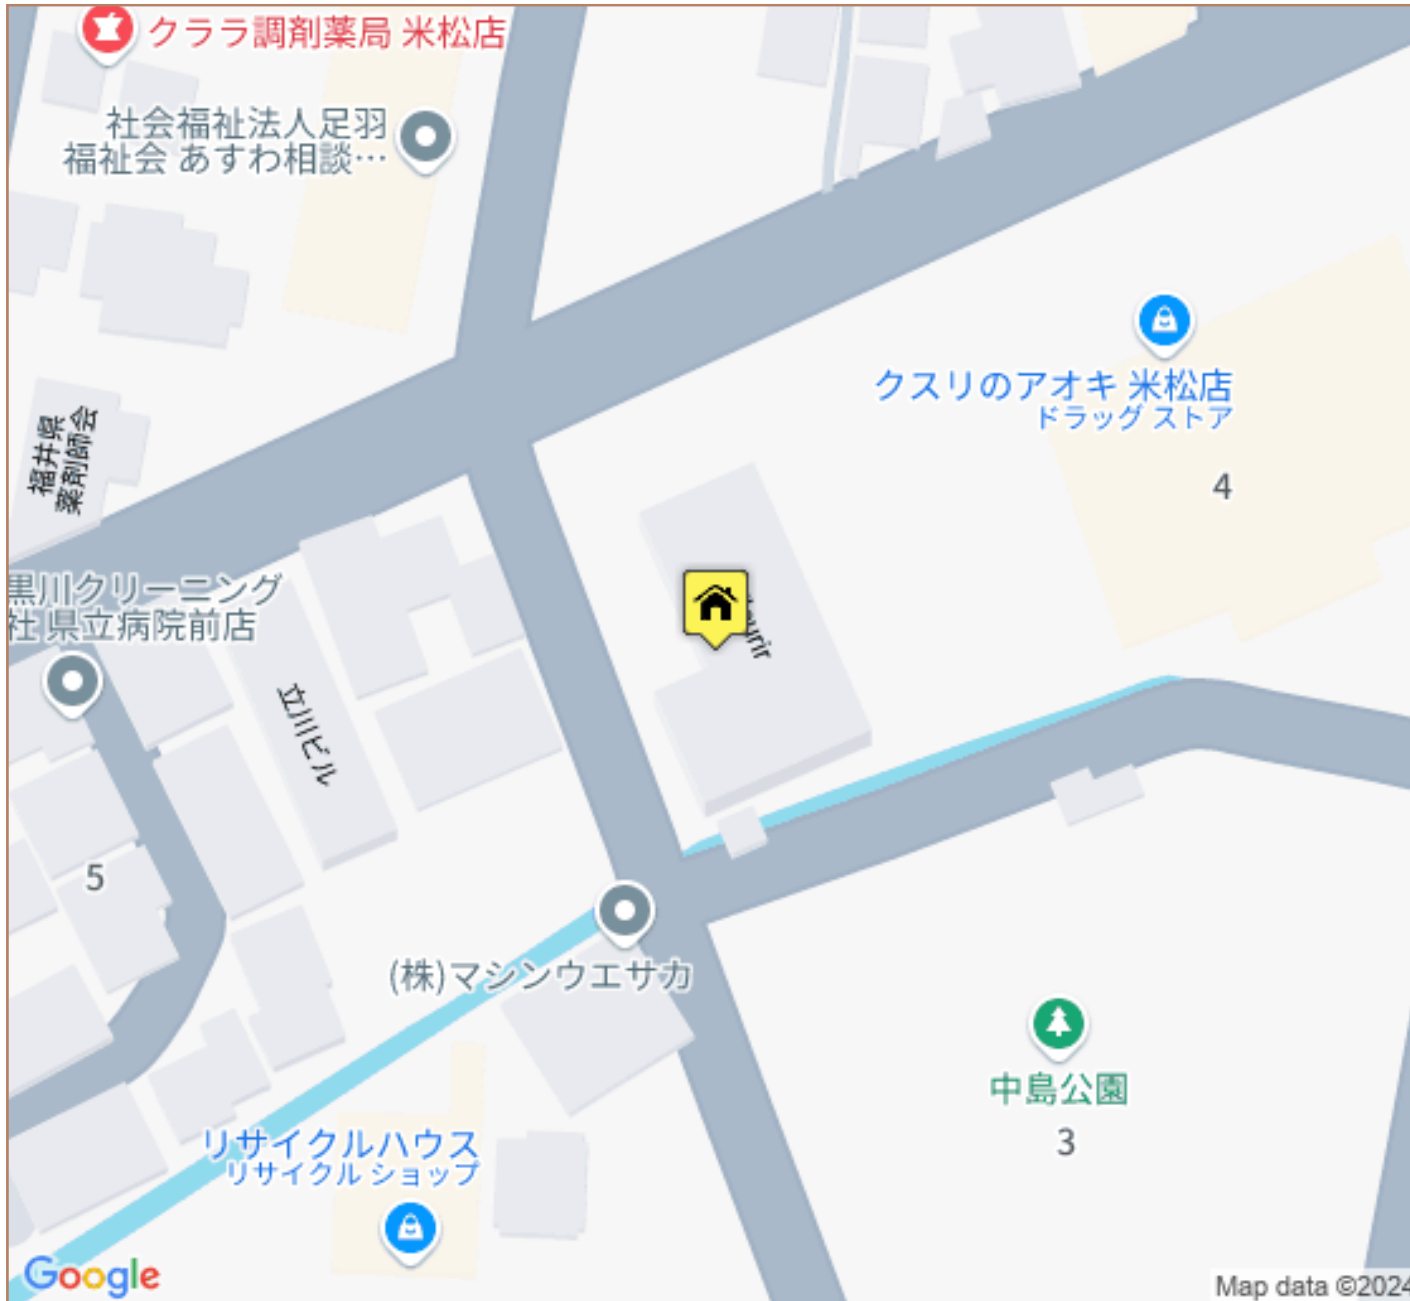 クララ調剤薬局 米松店
社会福祉法人足羽
福祉会 あすわ相談…
クスリのアオキ 米松店
ドラッグ ストア
4
福井県
薬剤師会
黒川クリーニング
社 県立病院前店
立川ビル
5
(株)マシンウエサカ
中島公園
3
リサイクルハウス
リサイクル ショップ
Google
Map data ©2024